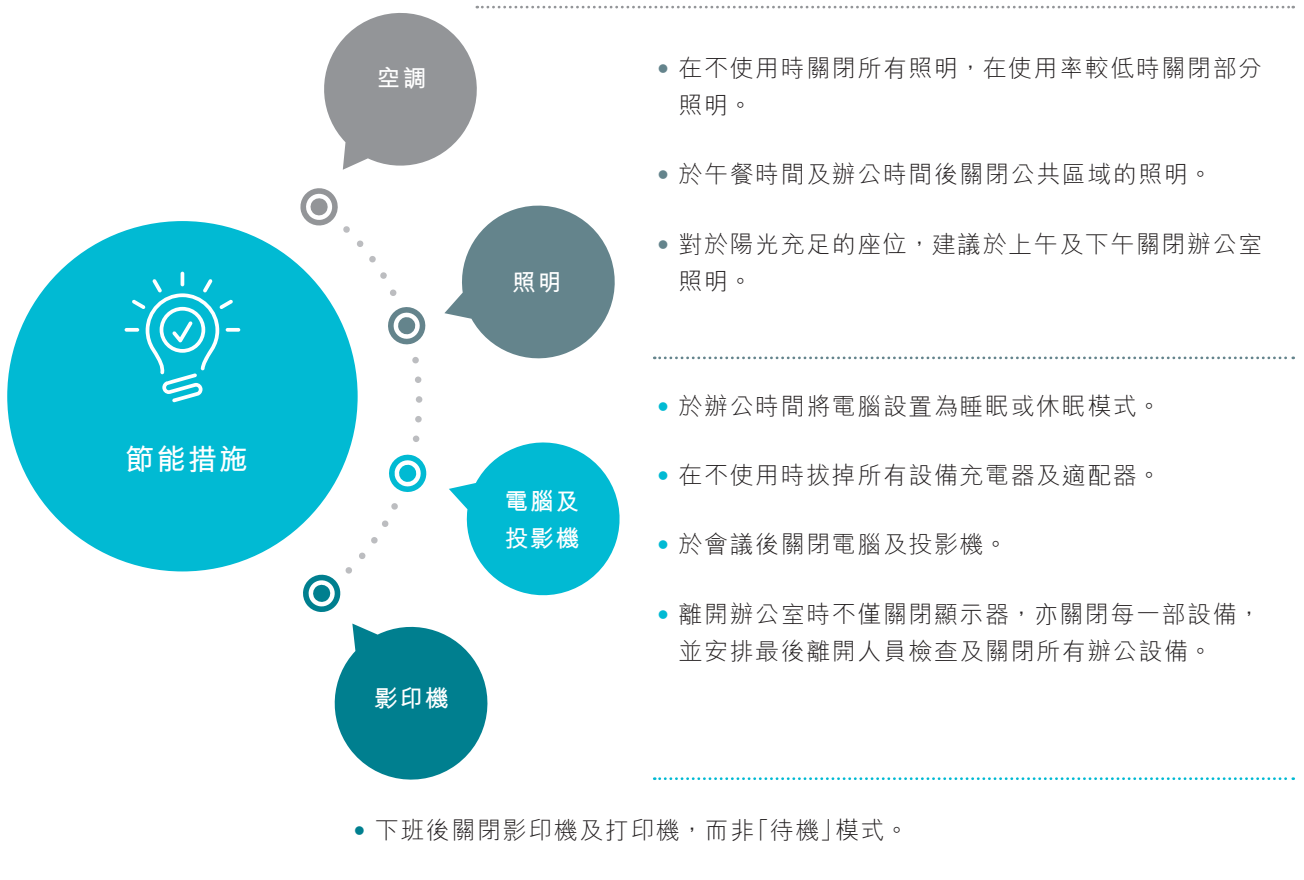 空調
在不使用時關閉所有照明，在使用率較低時關閉部分
照明。
於午餐時間及辦公時間後關閉公共區域的照明。
對於陽光充足的座位，建議於上午及下午關閉辦公室
照明。
照明
節能措施
於辦公時間將電腦設置為睡眠或休眠模式。
在不使用時拔掉所有設備充電器及適配器。
於會議後關閉電腦及投影機。
離開辦公室時不僅關閉顯示器，亦關閉每一部設備，
並安排最後離開人員檢查及關閉所有辦公設備。
電腦及
投影機
影印機
下班後關閉影印機及打印機，而非「待機」模式。